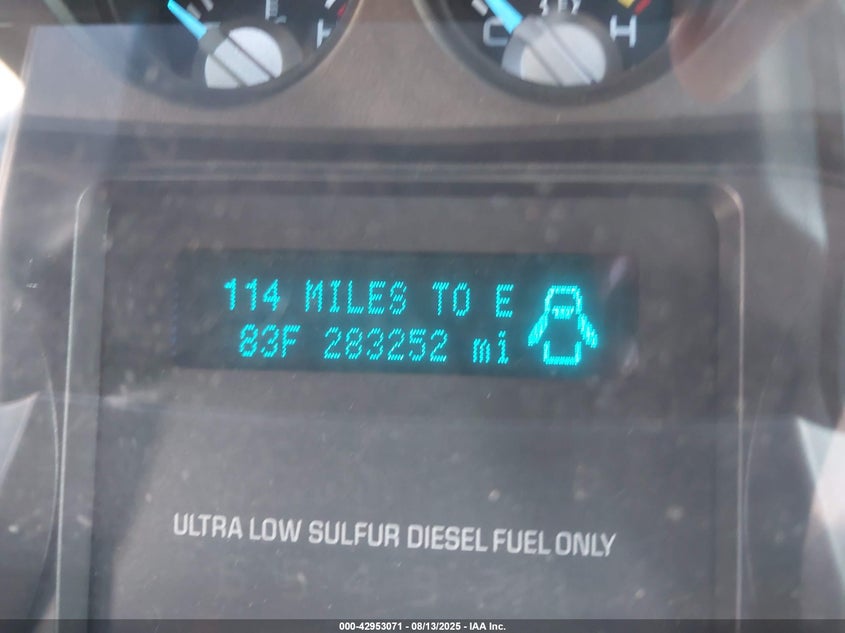 H
C
H
114 MILES TO E
83F 283252 mi
ULTRA LOW SULFUR DIESEL FUEL ONLY
000-42953071 - 08/13/2025 - IAA Inc.